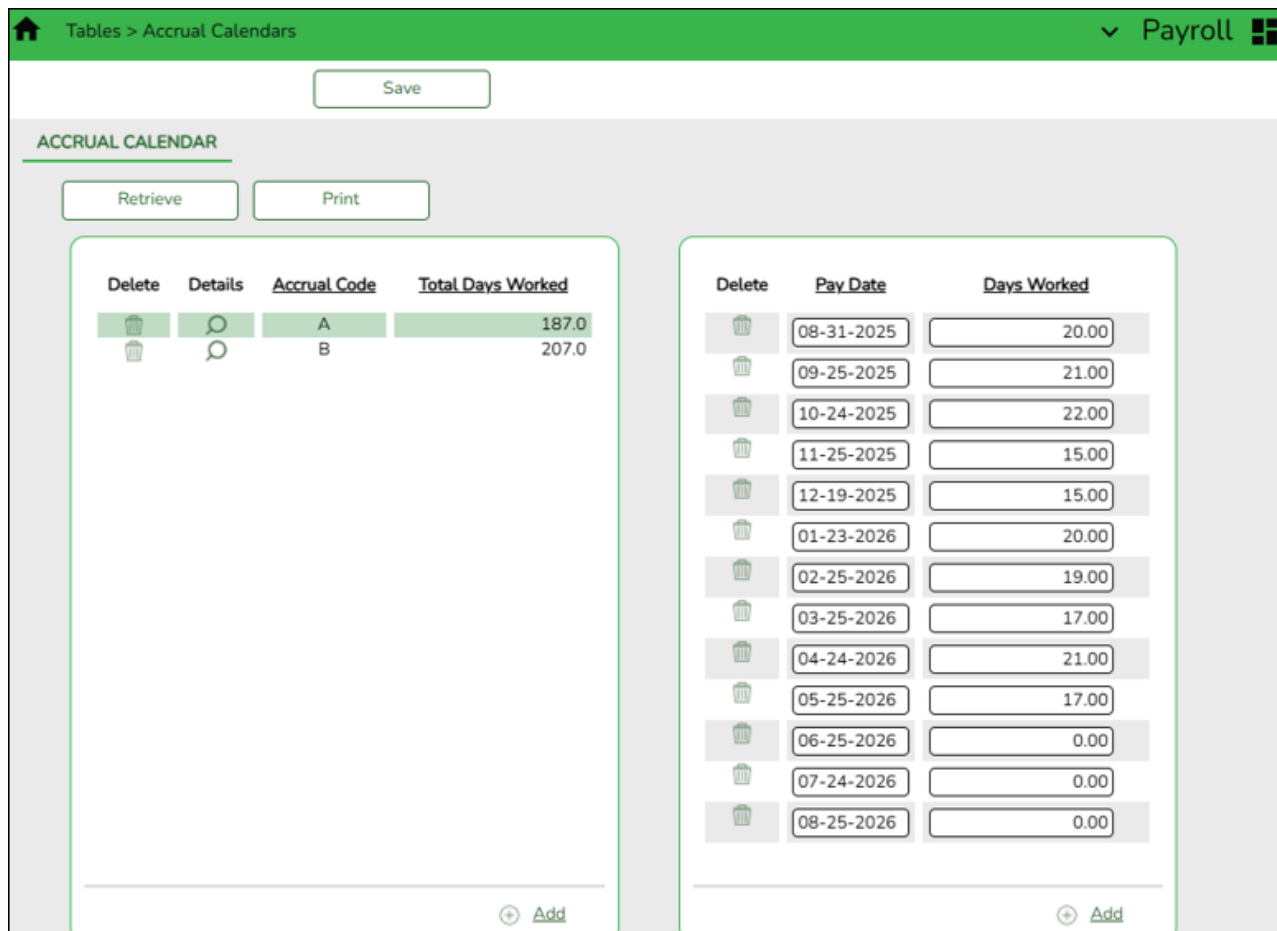 Tables > Accrual Calendars Payroll
Save
ACCRUAL CALENDAR
Retrieve Print
Delete Details Accrual Code Total Days Worked
A 187.0
B 207.0
Add
Delete Pay Date Days Worked
08-31-2025 20.00
09-25-2025 21.00
10-24-2025 22.00
11-25-2025 15.00
12-19-2025 15.00
01-23-2026 20.00
02-25-2026 19.00
03-25-2026 17.00
04-24-2026 21.00
05-25-2026 17.00
06-25-2026 0.00
07-24-2026 0.00
08-25-2026 0.00
Add